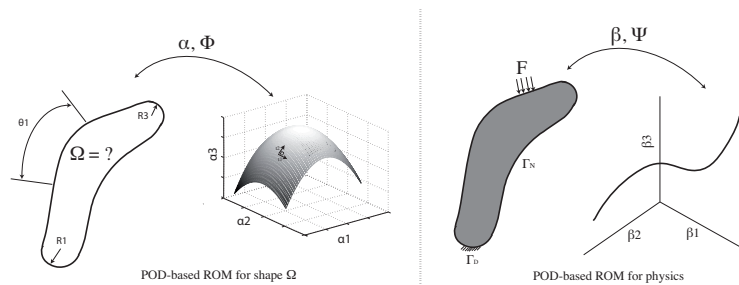 α, Φ
θ1
R3
Ω = ?
R1
α3
α2
α1
POD-based ROM for shape Ω
β, Ψ
F
ΓN
ΓD
β3
β2
β1
POD-based ROM for physics